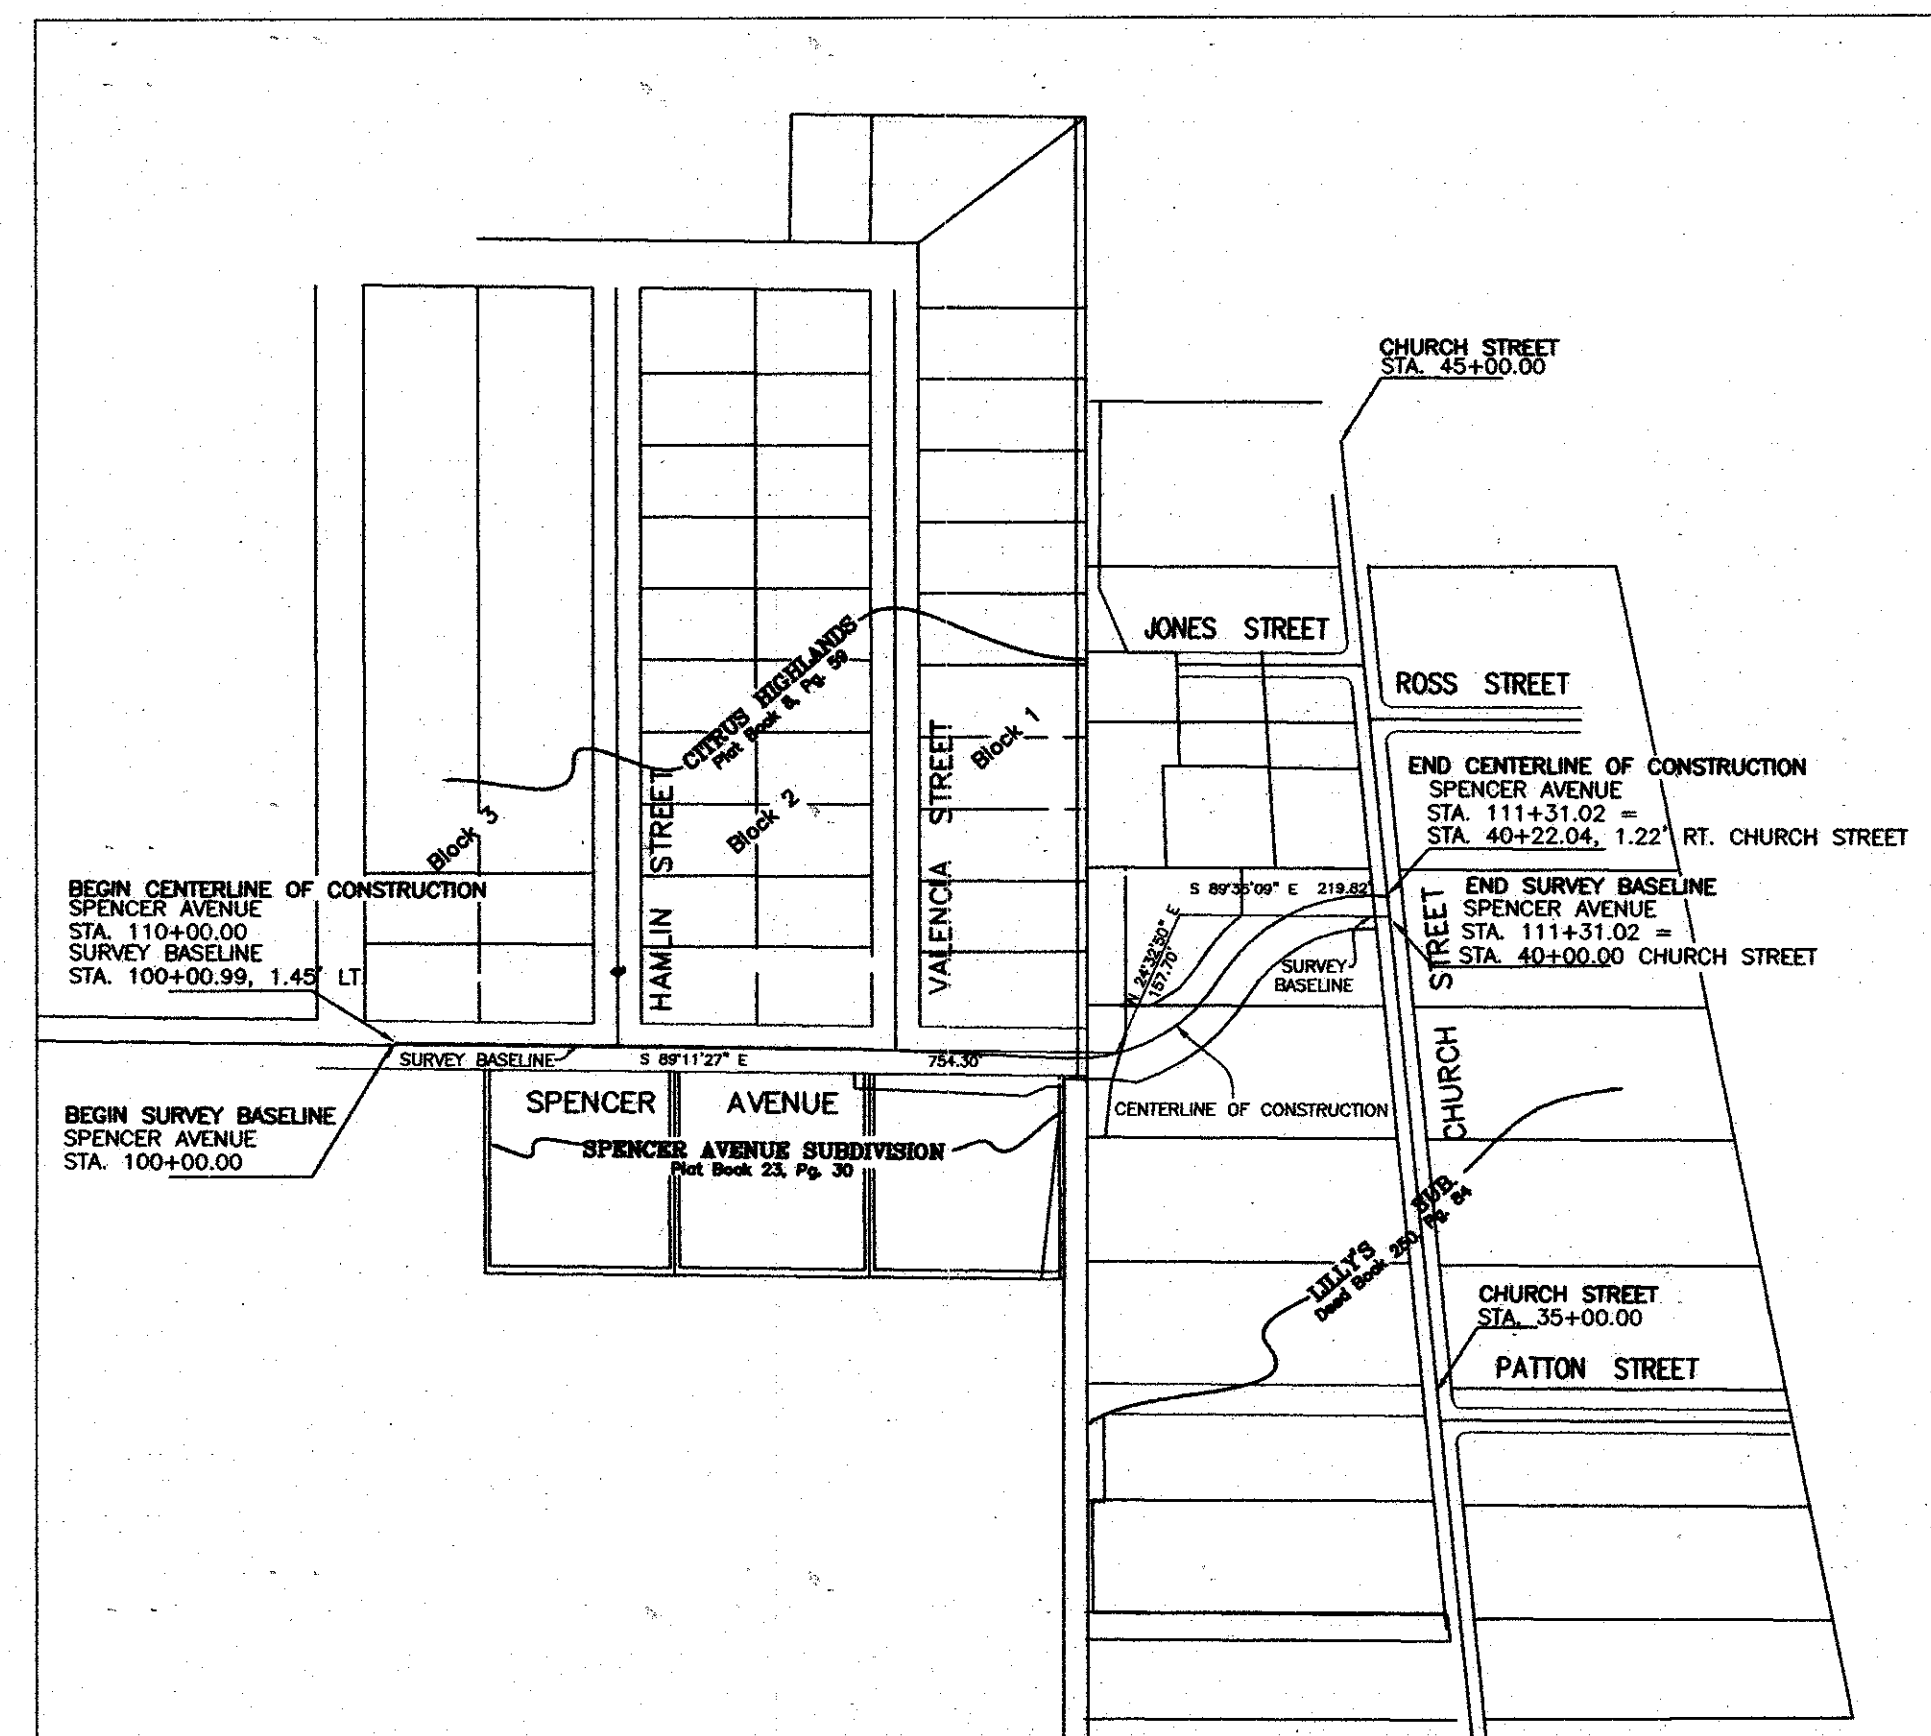 CHURCH STREET
STA. 45+00.00
JONES STREET
ROSS STREET
CITRUS HIGHLANDS
Plat Book 8, Pg. 59
Block 1
Block 2
Block 3
HAMLIN STREET
VALENCIA STREET
END CENTERLINE OF CONSTRUCTION
SPENCER AVENUE
STA. 111+31.02 =
STA. 40+22.04, 1.22' RT. CHURCH STREET
BEGIN CENTERLINE OF CONSTRUCTION
SPENCER AVENUE
STA. 110+00.00
SURVEY BASELINE
STA. 100+00.99, 1.45' LT.
END SURVEY BASELINE
SPENCER AVENUE
STA. 111+31.02 =
STA. 40+00.00 CHURCH STREET
S 89°35'09" E 219.82'
N 24°32'50" E
157.70'
SURVEY
BASELINE
CHURCH STREET
SURVEY BASELINE
S 89°11'27" E
754.30'
SPENCER AVENUE
CENTERLINE OF CONSTRUCTION
BEGIN SURVEY BASELINE
SPENCER AVENUE
STA. 100+00.00
SPENCER AVENUE SUBDIVISION
Plat Book 23, Pg. 30
LILLY'S SUB.
Deed Book 250, Pg. 84
CHURCH STREET
STA. 35+00.00
PATTON STREET